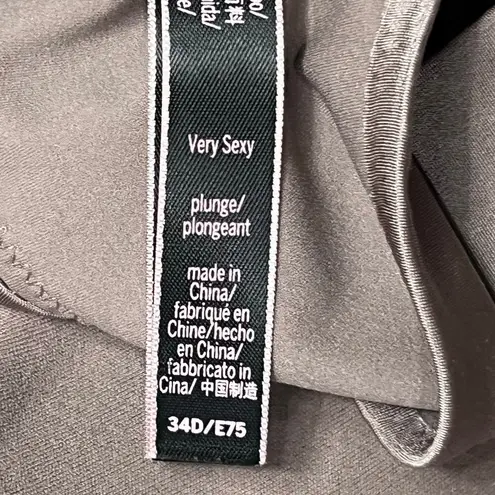 Very Sexy
plunge/
plongeant
made in
China/
fabriqué en
Chine/hecho
en China/
fabbricato in
Cina/ 中国制造
34D/E75